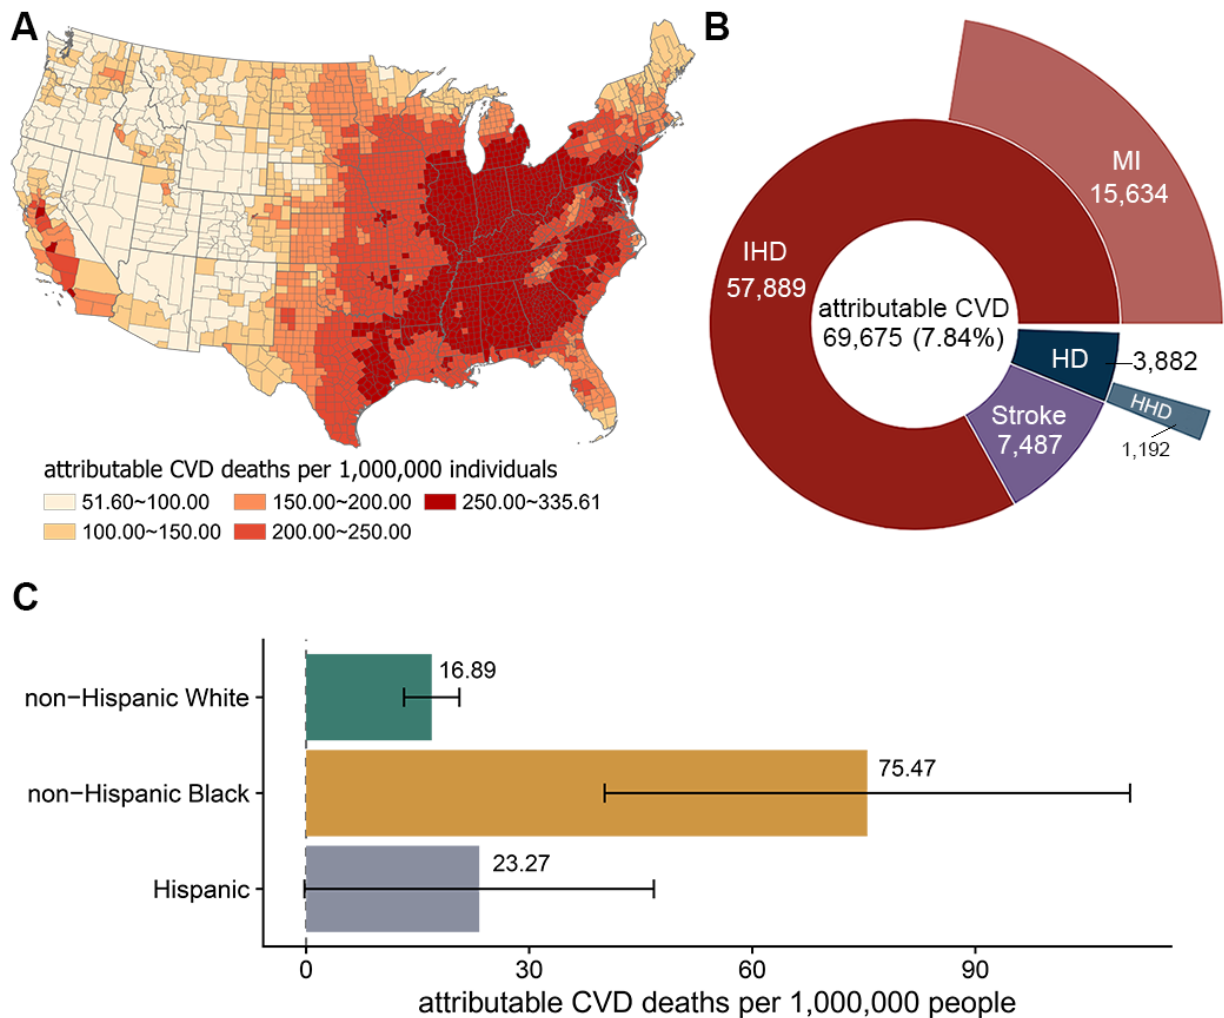 A
attributable CVD deaths per 1,000,000 individuals
51.60~100.00
150.00~200.00
250.00~335.61
100.00~150.00
200.00~250.00
B
MI
15,634
IHD
57,889
attributable CVD
69,675 (7.84%)
HD
3,882
HHD
1,192
Stroke
7,487
C
non−Hispanic White
16.89
non−Hispanic Black
75.47
Hispanic
23.27
0
30
60
90
attributable CVD deaths per 1,000,000 people